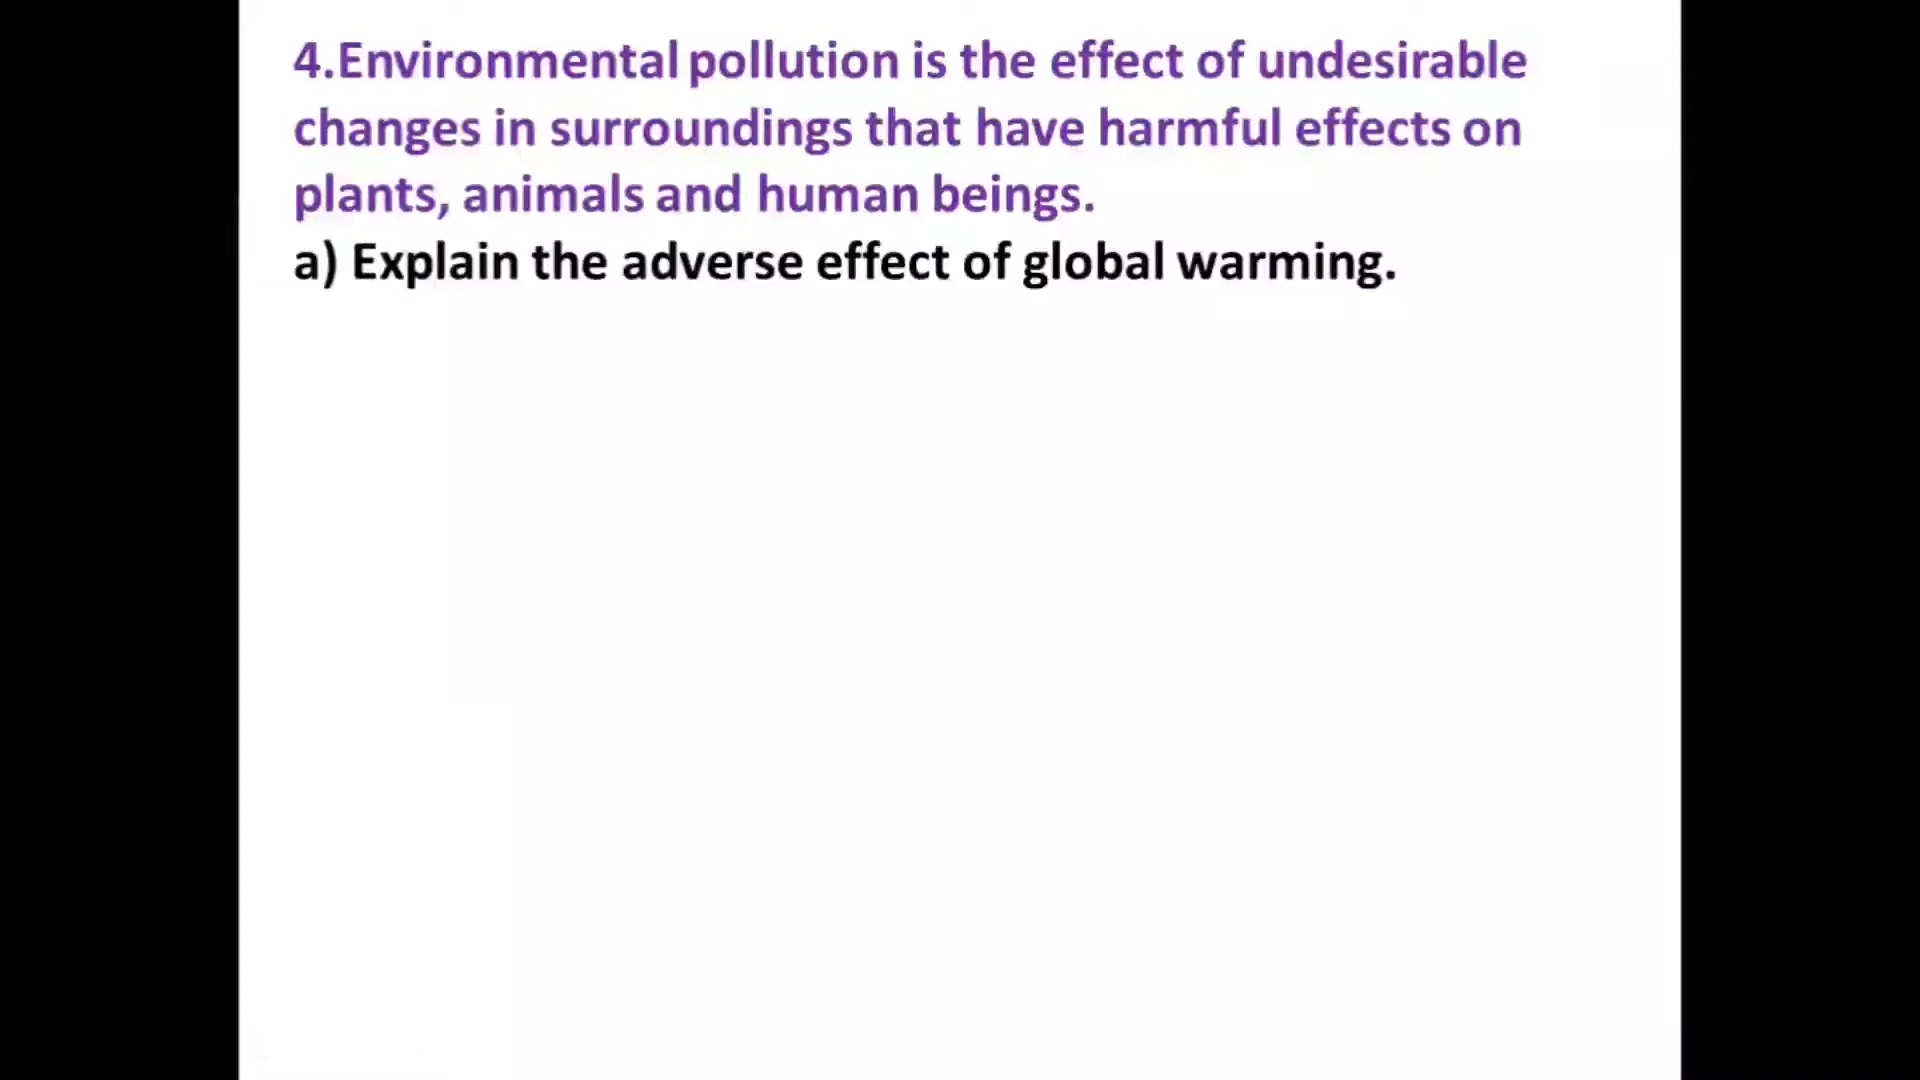 4.Environmental pollution is the effect of undesirable
changes in surroundings that have harmful effects on
plants, animals and human beings.
a) Explain the adverse effect of global warming.